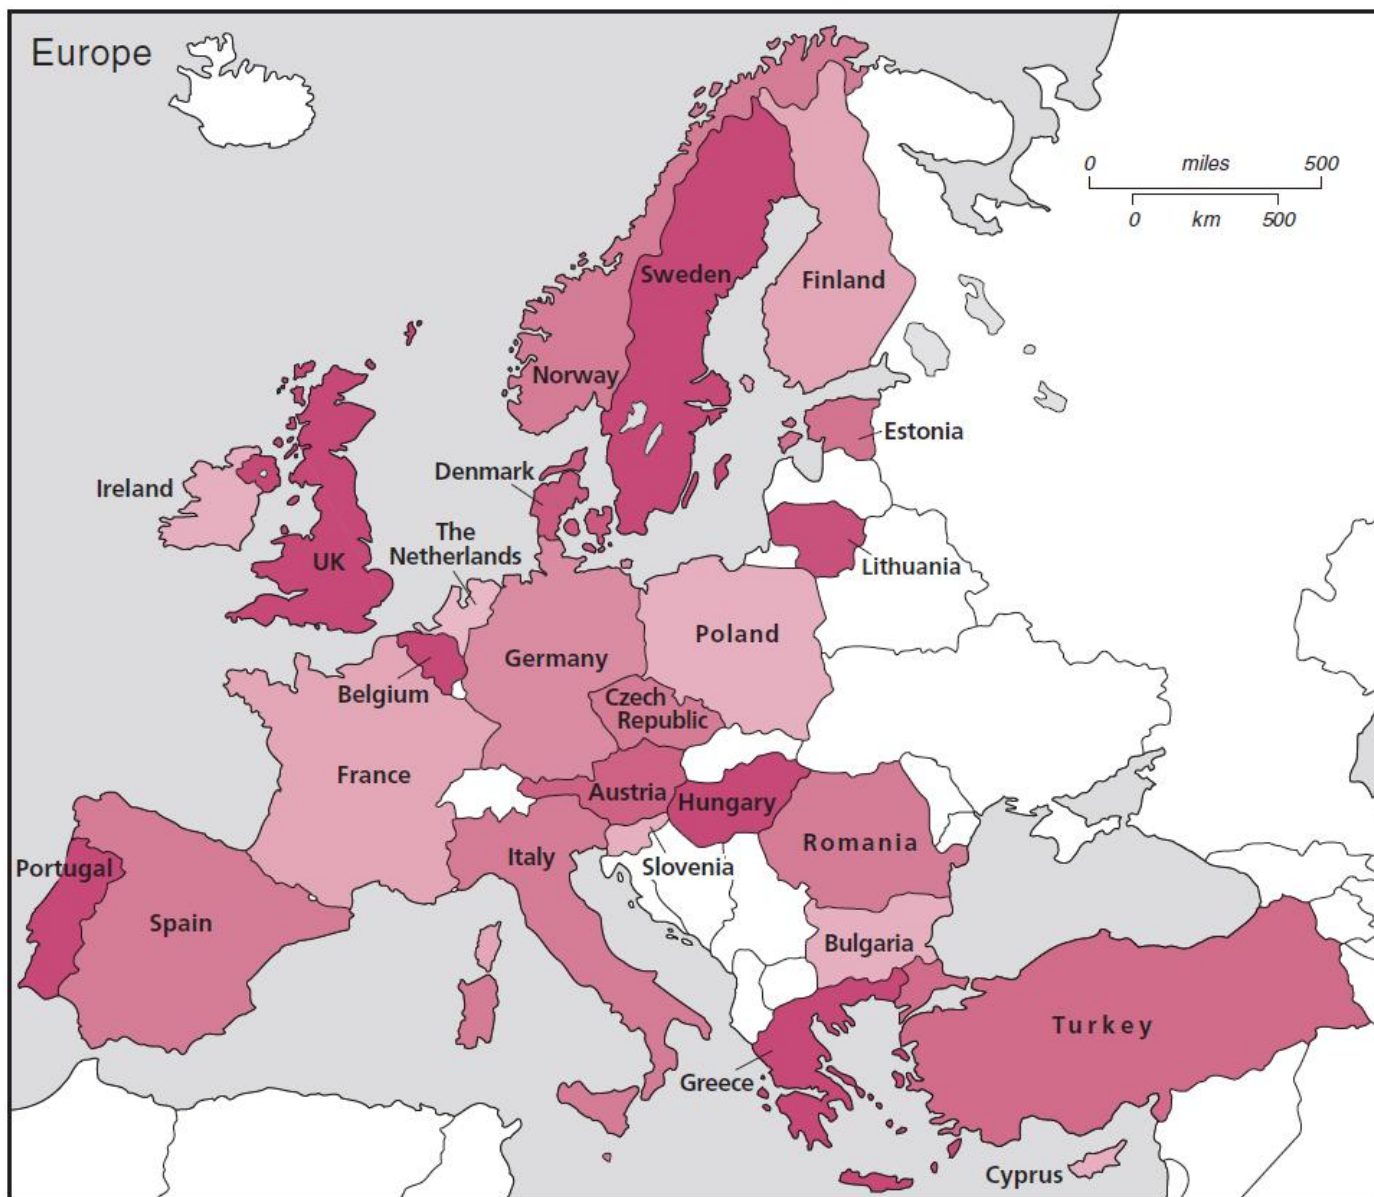 Europe
0 miles 500
0 km 500
Sweden
Finland
Norway
Estonia
Denmark
Ireland
The
Netherlands
UK
Lithuania
Poland
Germany
Belgium
Czech
Republic
France
Austria
Hungary
Romania
Italy
Portugal
Slovenia
Spain
Bulgaria
Turkey
Greece
Cyprus